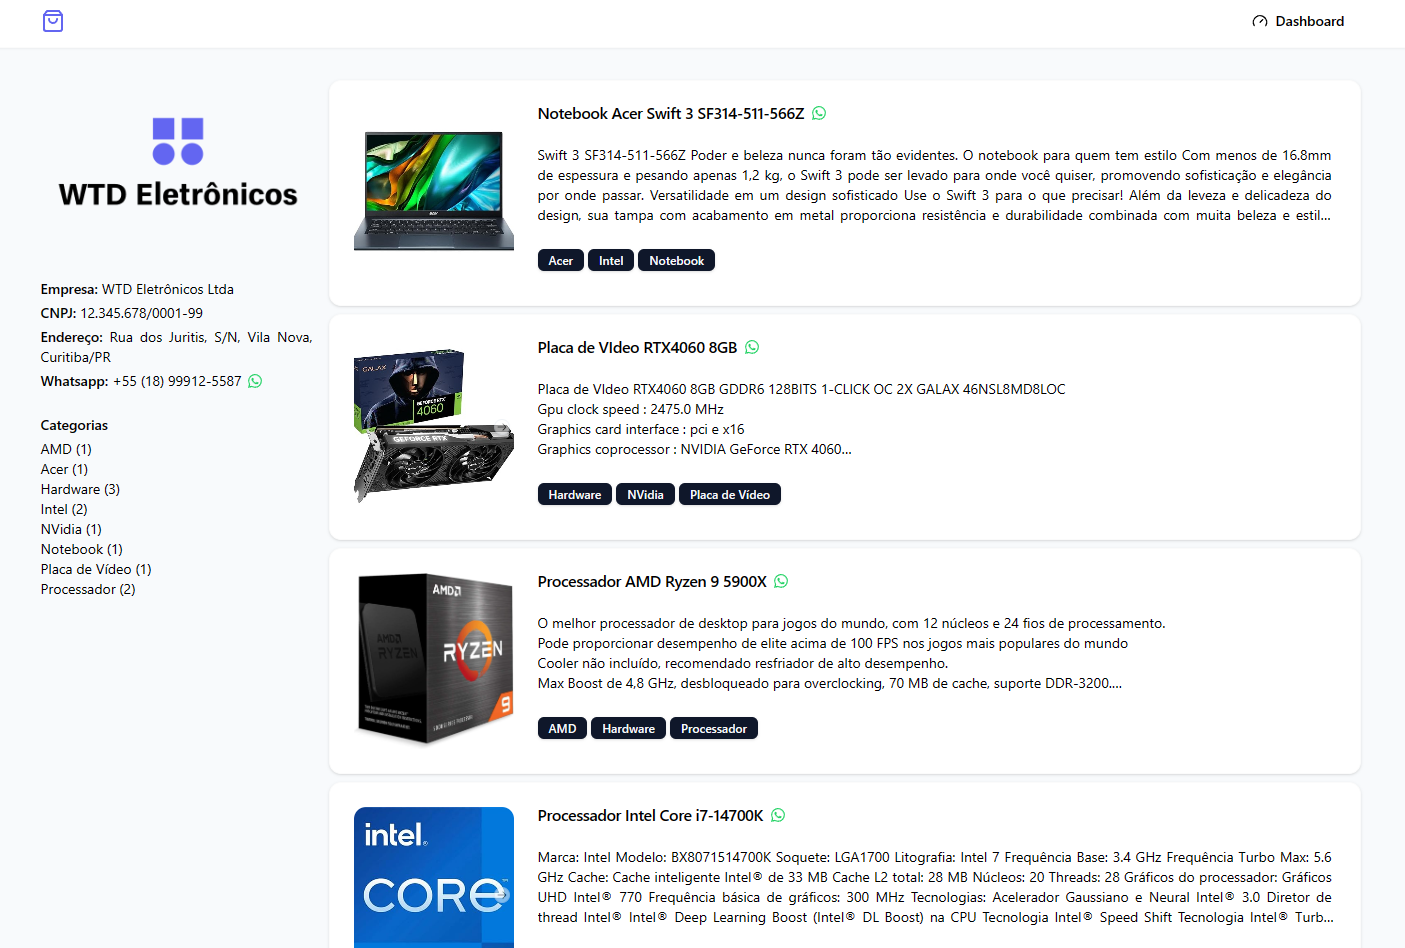 Dashboard
WTD Eletrônicos
Empresa: WTD Eletrônicos Ltda
CNPJ: 12.345.678/0001-99
Endereço: Rua dos Juritis, S/N, Vila Nova,
Curitiba/PR
Whatsapp: +55 (18) 99912-5587
Categorias
AMD (1)
Acer (1)
Hardware (3)
Intel (2)
NVidia (1)
Notebook (1)
Placa de Vídeo (1)
Processador (2)
Notebook Acer Swift 3 SF314-511-566Z
Swift 3 SF314-511-566Z Poder e beleza nunca foram tão evidentes. O notebook para quem tem estilo Com menos de 16.8mm
de espessura e pesando apenas 1,2 kg, o Swift 3 pode ser levado para onde você quiser, promovendo sofisticação e elegância
por onde passar. Versatilidade em um design sofisticado Use o Swift 3 para o que precisar! Além da leveza e delicadeza do
design, sua tampa com acabamento em metal proporciona resistência e durabilidade combinada com muita beleza e estil...
Acer Intel Notebook
GALAX
GEFORCE RTX
4060
GEFORCE RTX
Placa de VIdeo RTX4060 8GB
Placa de VIdeo RTX4060 8GB GDDR6 128BITS 1-CLICK OC 2X GALAX 46NSL8MD8LOC
Gpu clock speed : 2475.0 MHz
Graphics card interface : pci e x16
Graphics coprocessor : NVIDIA GeForce RTX 4060...
Hardware NVidia Placa de Vídeo
AMD
AMD
RYZEN
RYZEN
9
Processador AMD Ryzen 9 5900X
O melhor processador de desktop para jogos do mundo, com 12 núcleos e 24 fios de processamento.
Pode proporcionar desempenho de elite acima de 100 FPS nos jogos mais populares do mundo
Cooler não incluído, recomendado resfriador de alto desempenho.
Max Boost de 4,8 GHz, desbloqueado para overclocking, 70 MB de cache, suporte DDR-3200....
AMD Hardware Processador
intel.
CORE™
Processador Intel Core i7-14700K
Marca: Intel Modelo: BX8071514700K Soquete: LGA1700 Litografia: Intel 7 Frequência Base: 3.4 GHz Frequência Turbo Max: 5.6
GHz Cache: Cache inteligente Intel® de 33 MB Cache L2 total: 28 MB Núcleos: 20 Threads: 28 Gráficos do processador: Gráficos
UHD Intel® 770 Frequência básica de gráficos: 300 MHz Tecnologias: Acelerador Gaussiano e Neural Intel® 3.0 Diretor de
thread Intel® Intel® Deep Learning Boost (Intel® DL Boost) na CPU Tecnologia Intel® Speed Shift Tecnologia Intel® Turb...